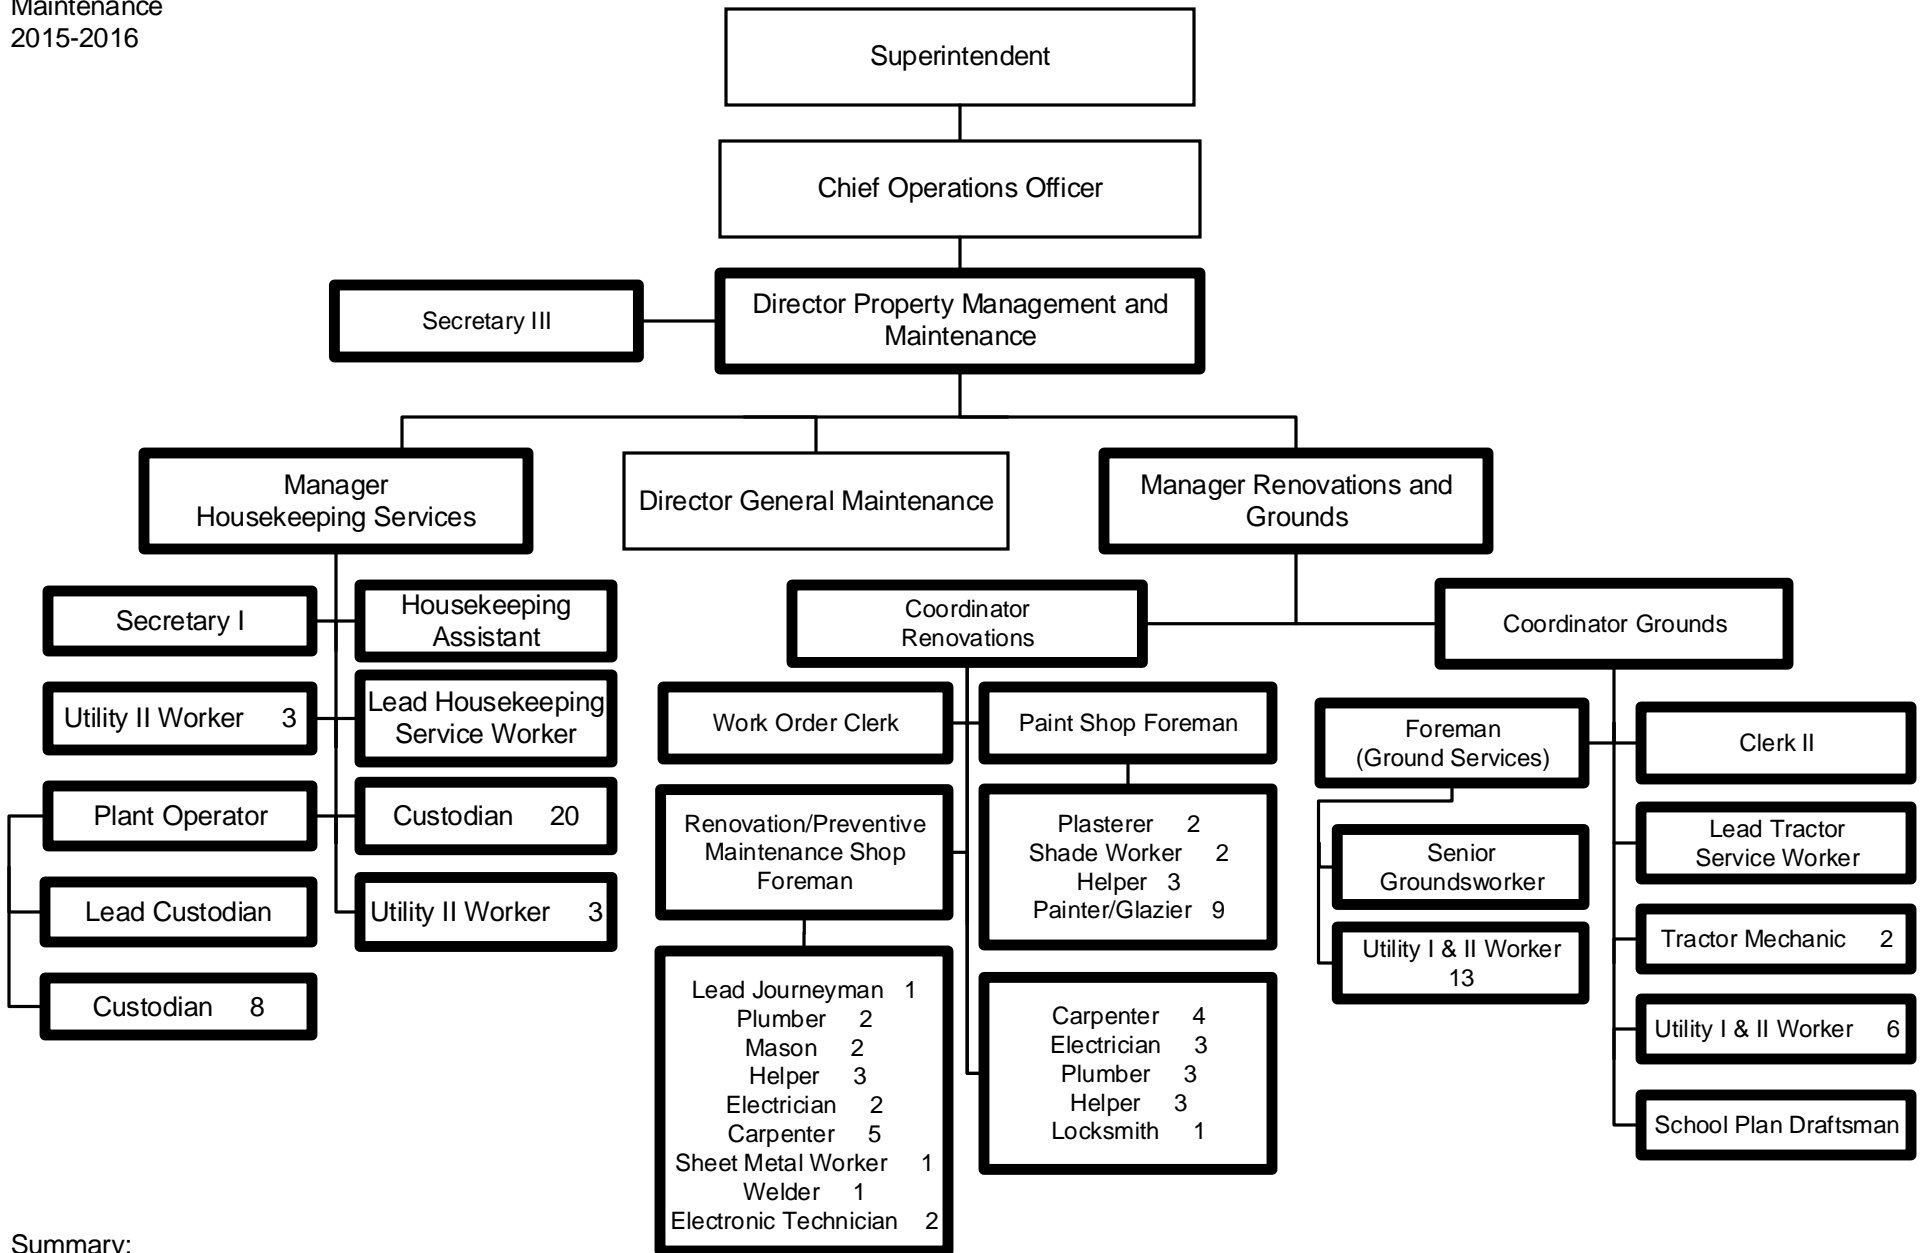 Maintenance
2015-2016
Superintendent
Chief Operations Officer
Secretary III
Director Property Management and
Maintenance
Manager
Housekeeping Services
Director General Maintenance
Manager Renovations and
Grounds
Secretary I
Housekeeping
Assistant
Utility II Worker 3
Lead Housekeeping
Service Worker
Plant Operator
Custodian 20
Lead Custodian
Utility II Worker 3
Custodian 8
Coordinator
Renovations
Coordinator Grounds
Work Order Clerk
Paint Shop Foreman
Renovation/Preventive
Maintenance Shop
Foreman
Plasterer 2
Shade Worker 2
Helper 3
Painter/Glazier 9
Lead Journeyman 1
Plumber 2
Mason 2
Helper 3
Electrician 2
Carpenter 5
Sheet Metal Worker 1
Welder 1
Electronic Technician 2
Carpenter 4
Electrician 3
Plumber 3
Helper 3
Locksmith 1
Foreman
(Ground Services)
Clerk II
Senior
Groundsworker
Utility I & II Worker
13
Lead Tractor
Service Worker
Tractor Mechanic 2
Utility I & II Worker 6
School Plan Draftsman
Summary: